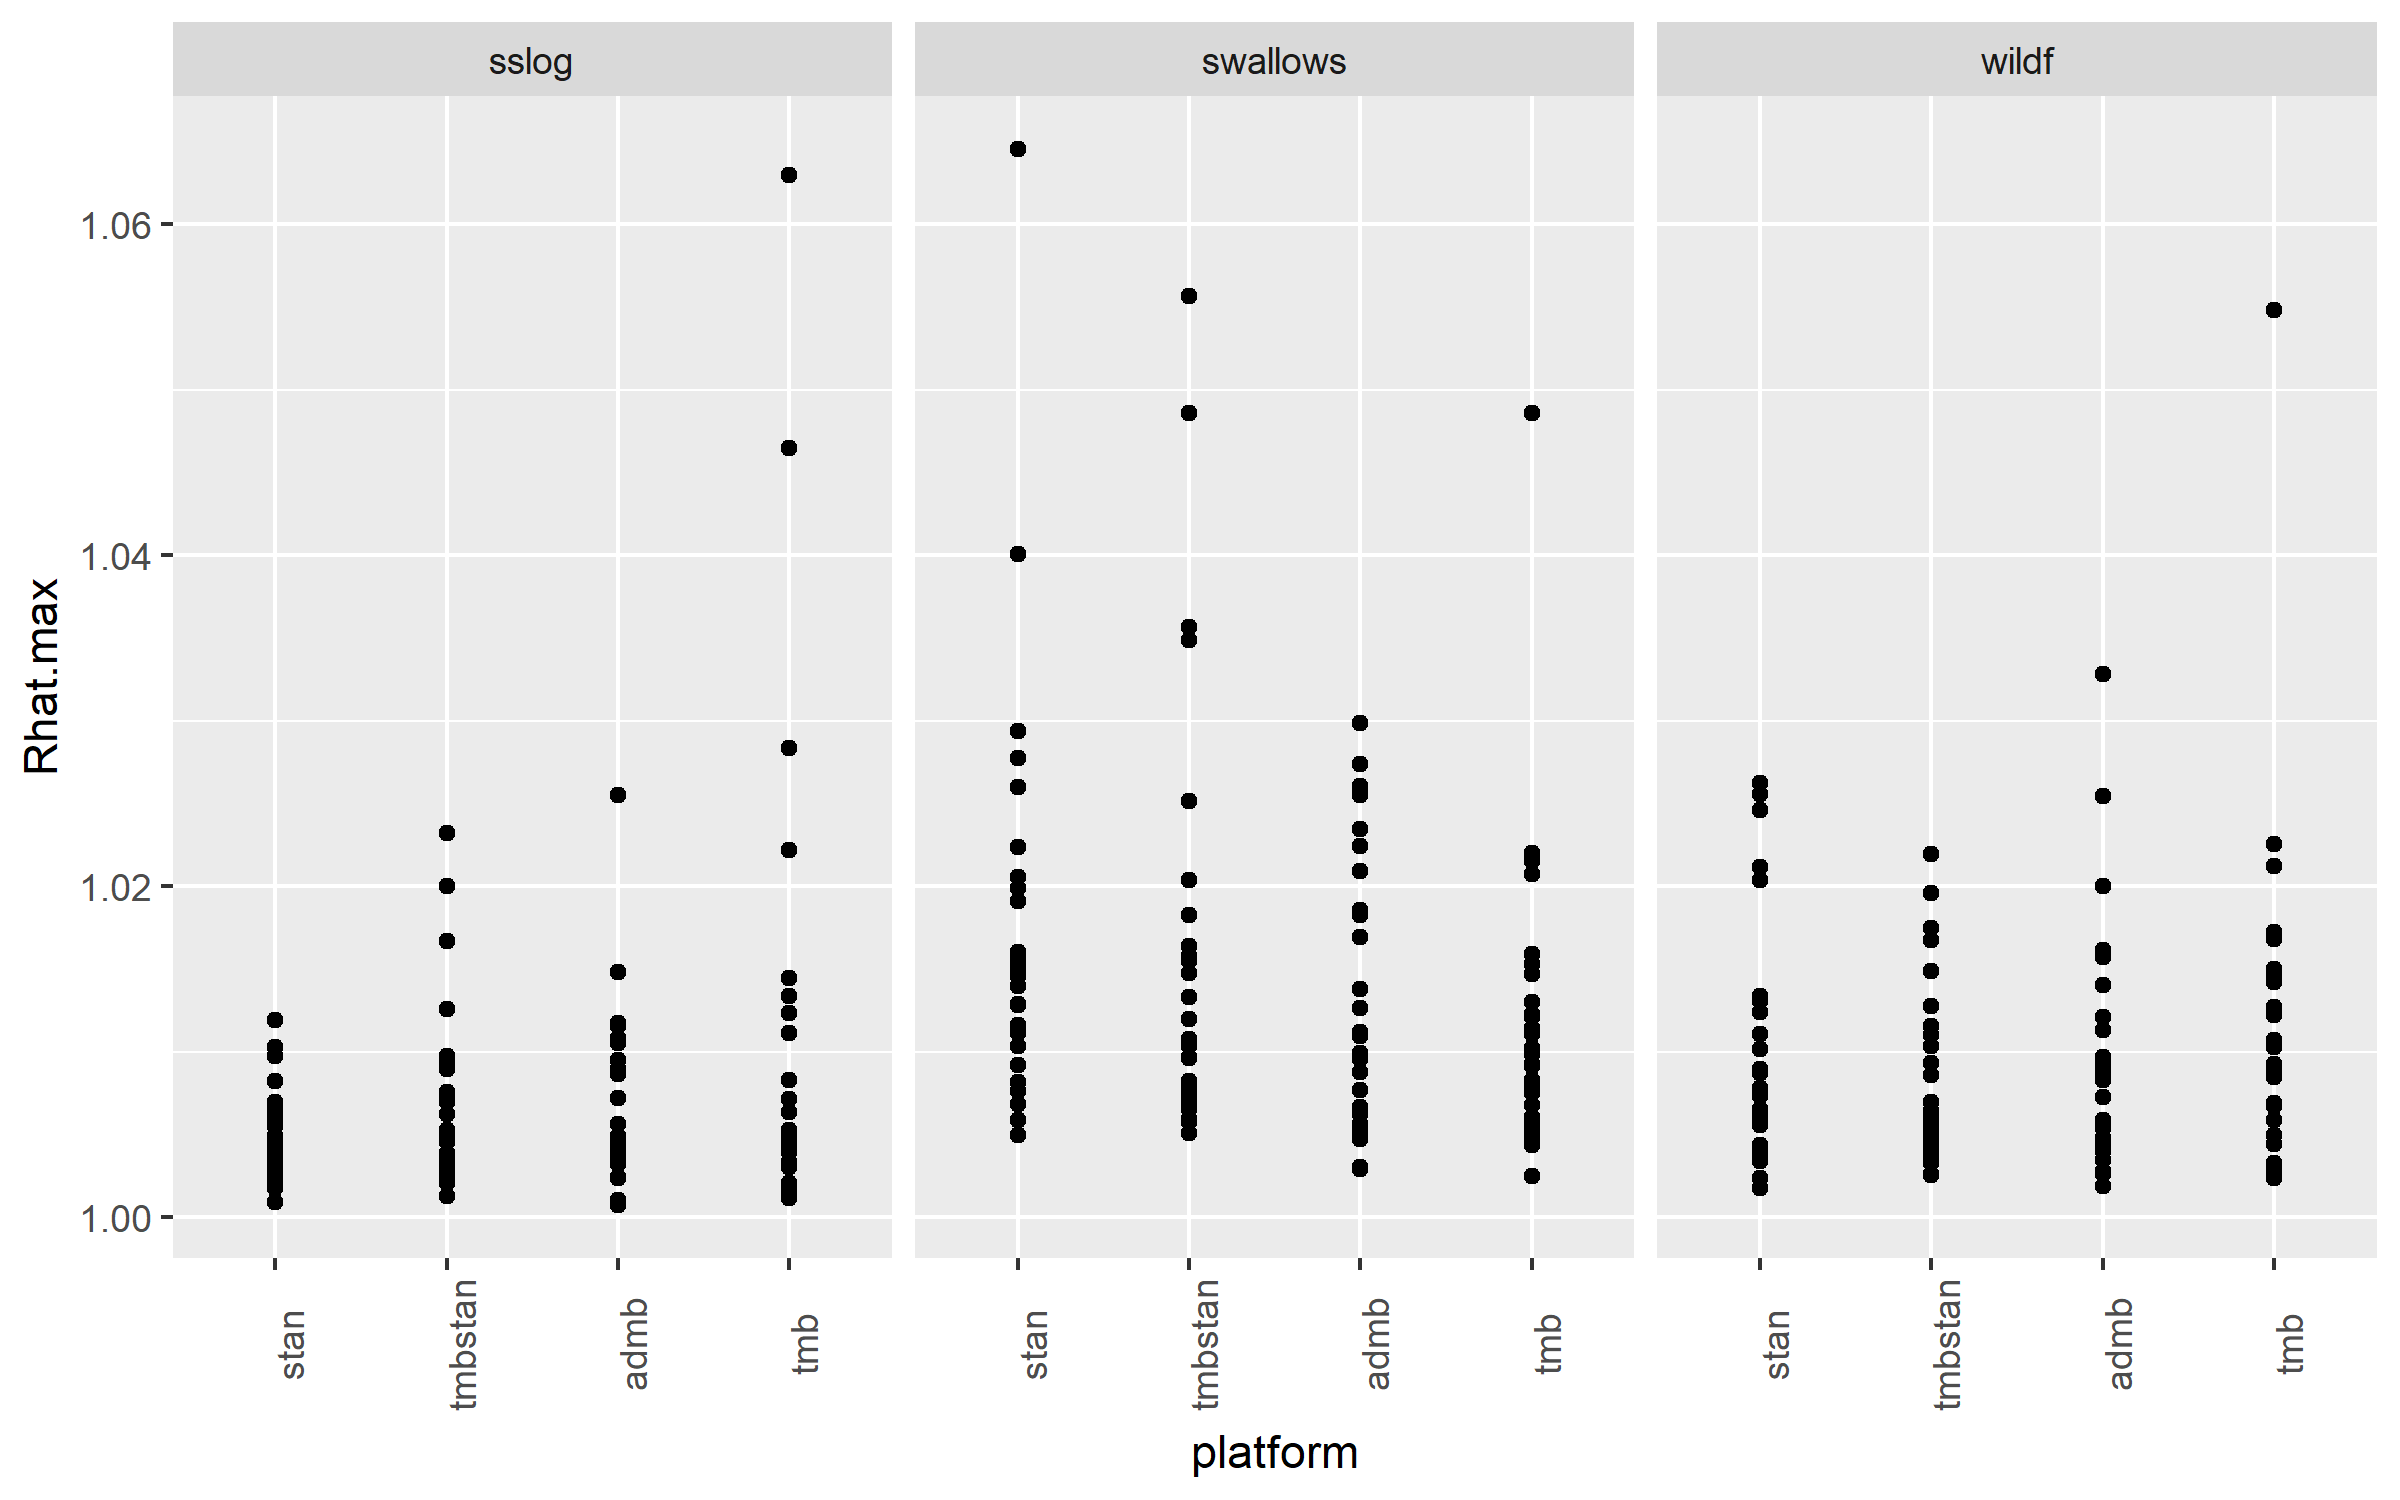 sslog swallows wildf
Rhat.max
1.06
1.04
1.02
1.00
stan tmbstan admb tmb stan tmbstan admb tmb stan tmbstan admb tmb
platform